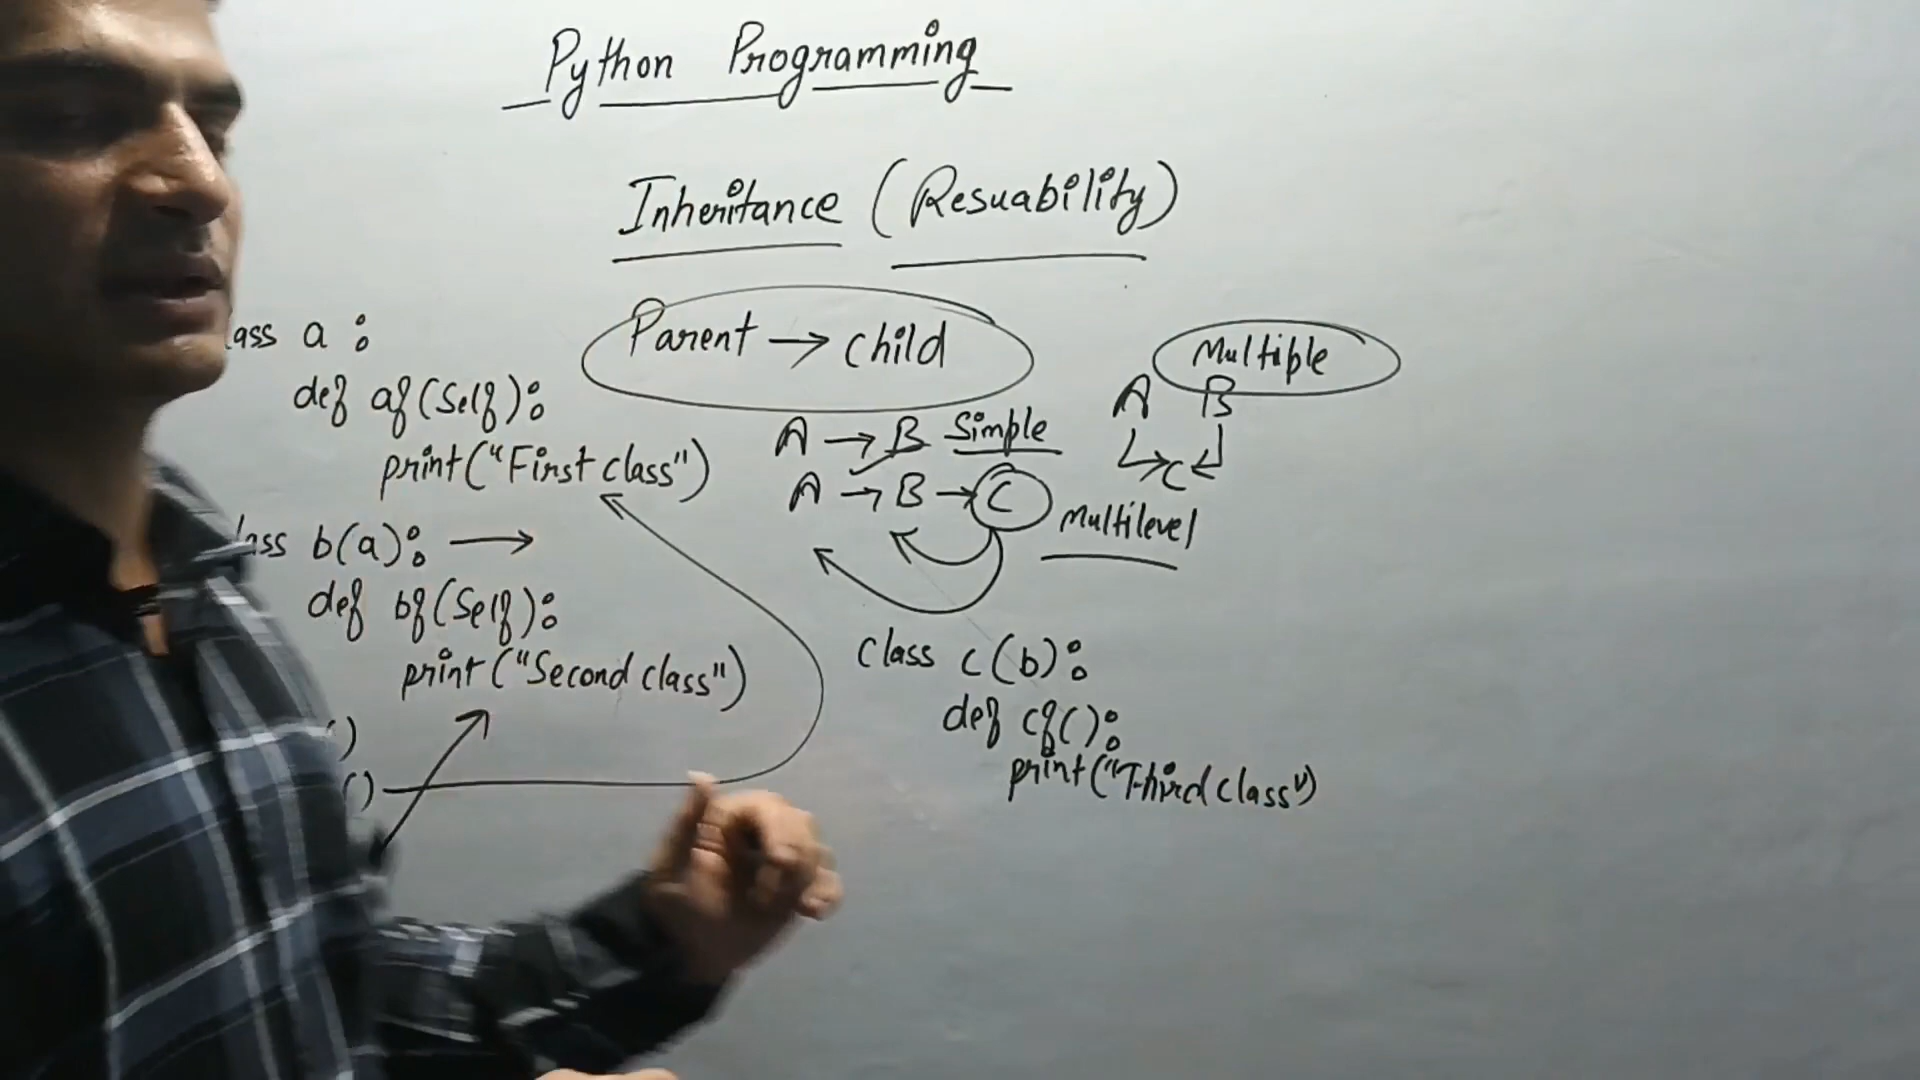 Python Programming
Inheritance (Resuability)
ass a :
def af(Self):
print("First class")
ass b(a): →
def bf(Self):
print("Second class")
()
()
Parent → child
A → B Simple
A → B → C Multilevel
Multiple
A B
C
class c(b):
def cf():
print("Third class")